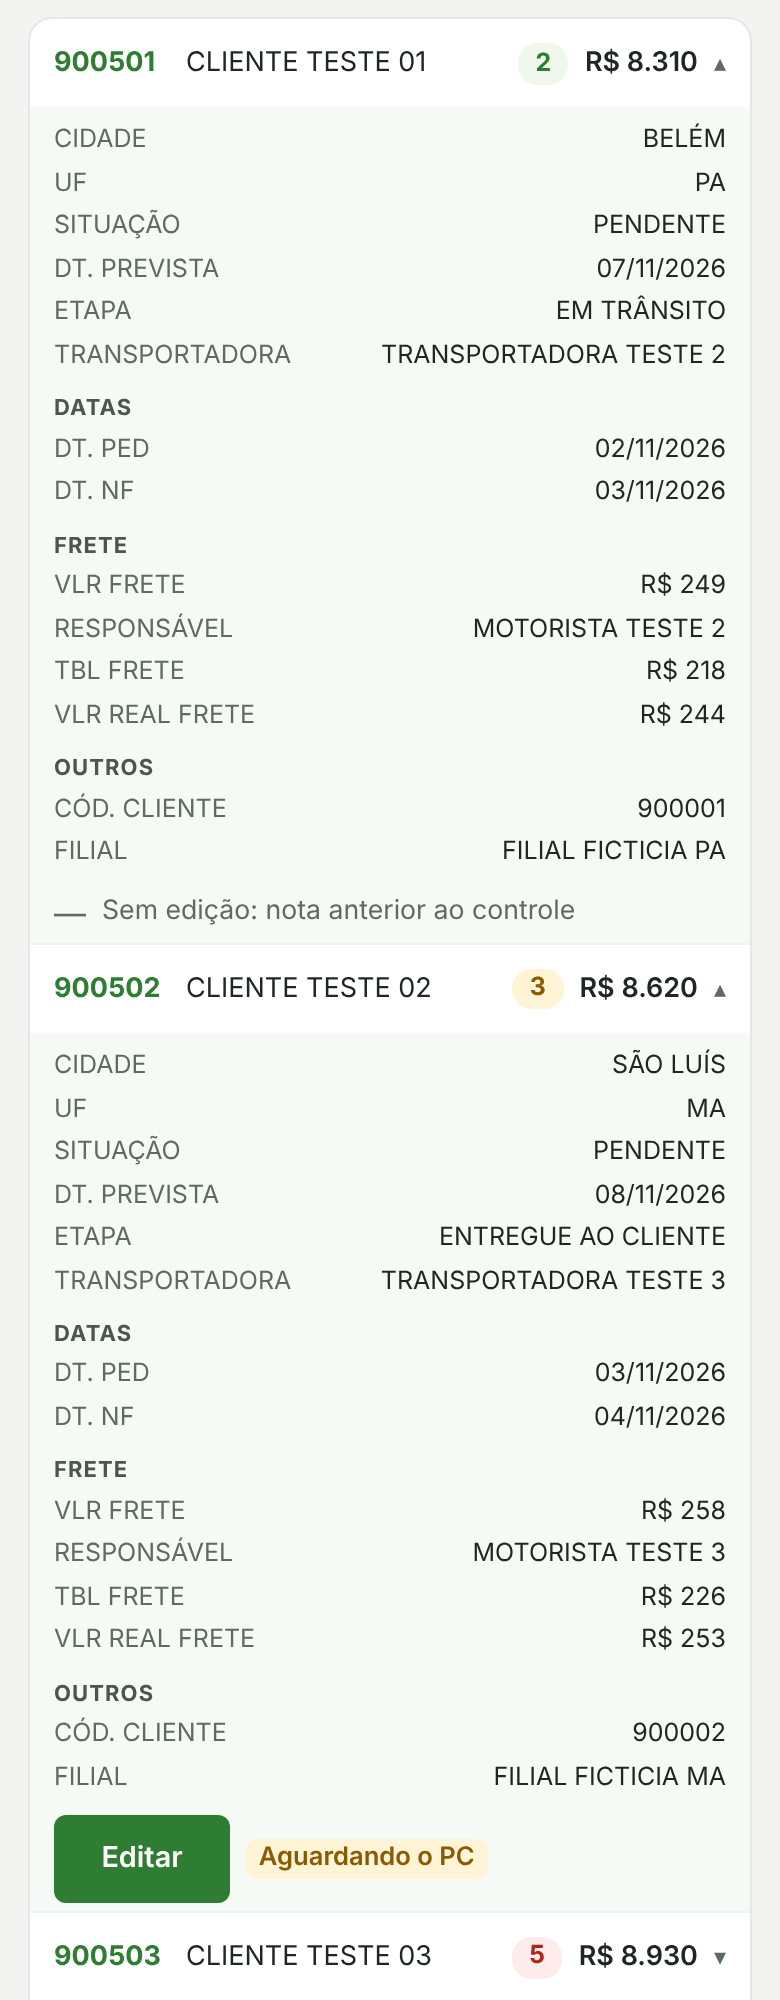 900501 CLIENTE TESTE 01 2 R$ 8.310 ▲
CIDADE BELÉM
UF PA
SITUAÇÃO PENDENTE
DT. PREVISTA 07/11/2026
ETAPA EM TRÂNSITO
TRANSPORTADORA TRANSPORTADORA TESTE 2
DATAS
DT. PED 02/11/2026
DT. NF 03/11/2026
FRETE
VLR FRETE R$ 249
RESPONSÁVEL MOTORISTA TESTE 2
TBL FRETE R$ 218
VLR REAL FRETE R$ 244
OUTROS
CÓD. CLIENTE 900001
FILIAL FILIAL FICTICIA PA
— Sem edição: nota anterior ao controle
900502 CLIENTE TESTE 02 3 R$ 8.620 ▲
CIDADE SÃO LUÍS
UF MA
SITUAÇÃO PENDENTE
DT. PREVISTA 08/11/2026
ETAPA ENTREGUE AO CLIENTE
TRANSPORTADORA TRANSPORTADORA TESTE 3
DATAS
DT. PED 03/11/2026
DT. NF 04/11/2026
FRETE
VLR FRETE R$ 258
RESPONSÁVEL MOTORISTA TESTE 3
TBL FRETE R$ 226
VLR REAL FRETE R$ 253
OUTROS
CÓD. CLIENTE 900002
FILIAL FILIAL FICTICIA MA
Editar Aguardando o PC
900503 CLIENTE TESTE 03 5 R$ 8.930 ▼